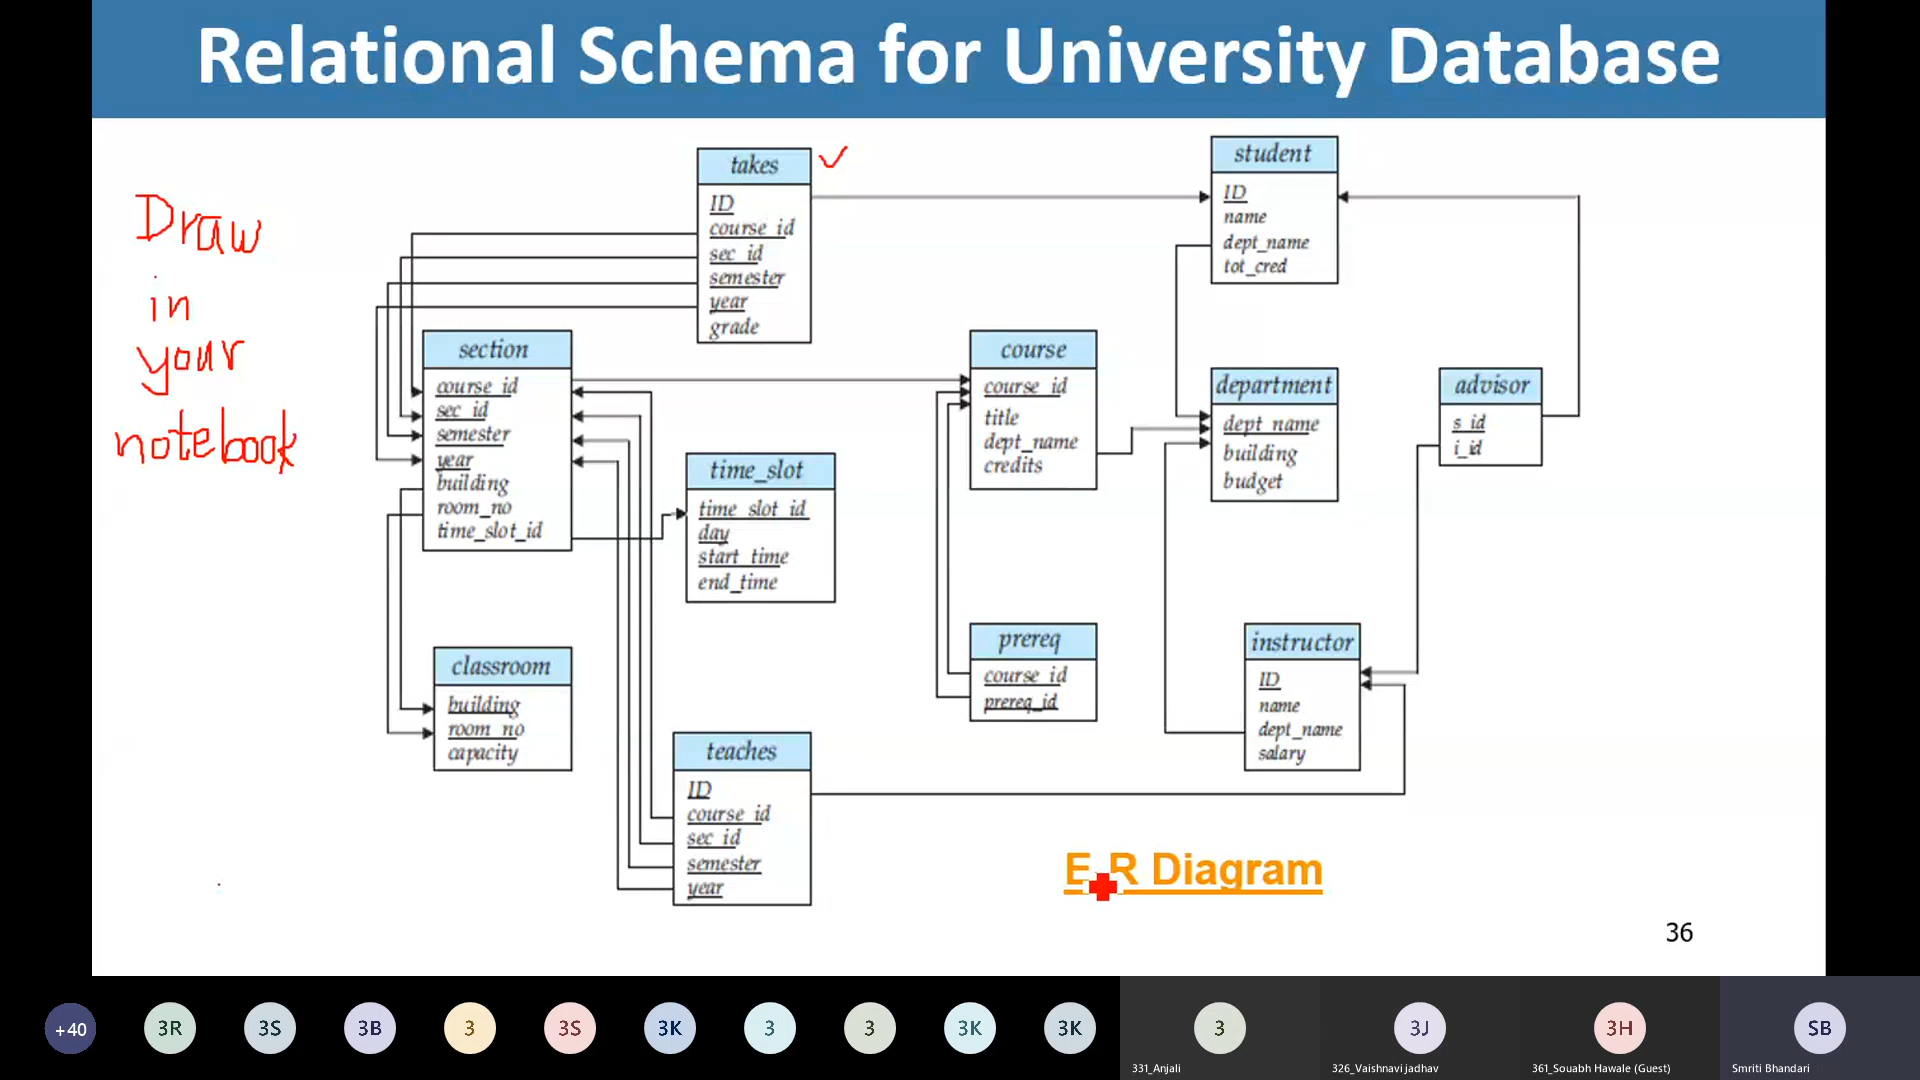 Relational Schema for University Database
Draw
in
your
notebook
takes
ID
course_id
sec_id
semester
year
grade
student
ID
name
dept_name
tot_cred
section
course_id
sec_id
semester
year
building
room_no
time_slot_id
course
course_id
title
dept_name
credits
department
dept_name
building
budget
advisor
s_id
i_id
time_slot
time_slot_id
day
start_time
end_time
prereq
course_id
prereq_id
instructor
ID
name
dept_name
salary
classroom
building
room_no
capacity
teaches
ID
course_id
sec_id
semester
year
E-R Diagram
36
+40
3R
3S
3B
3
3S
3K
3
3
3K
3K
3
3J
3H
SB
331_Anjali
326_Vaishnavi jadhav
361_Souabh Hawale (Guest)
Smriti Bhandari